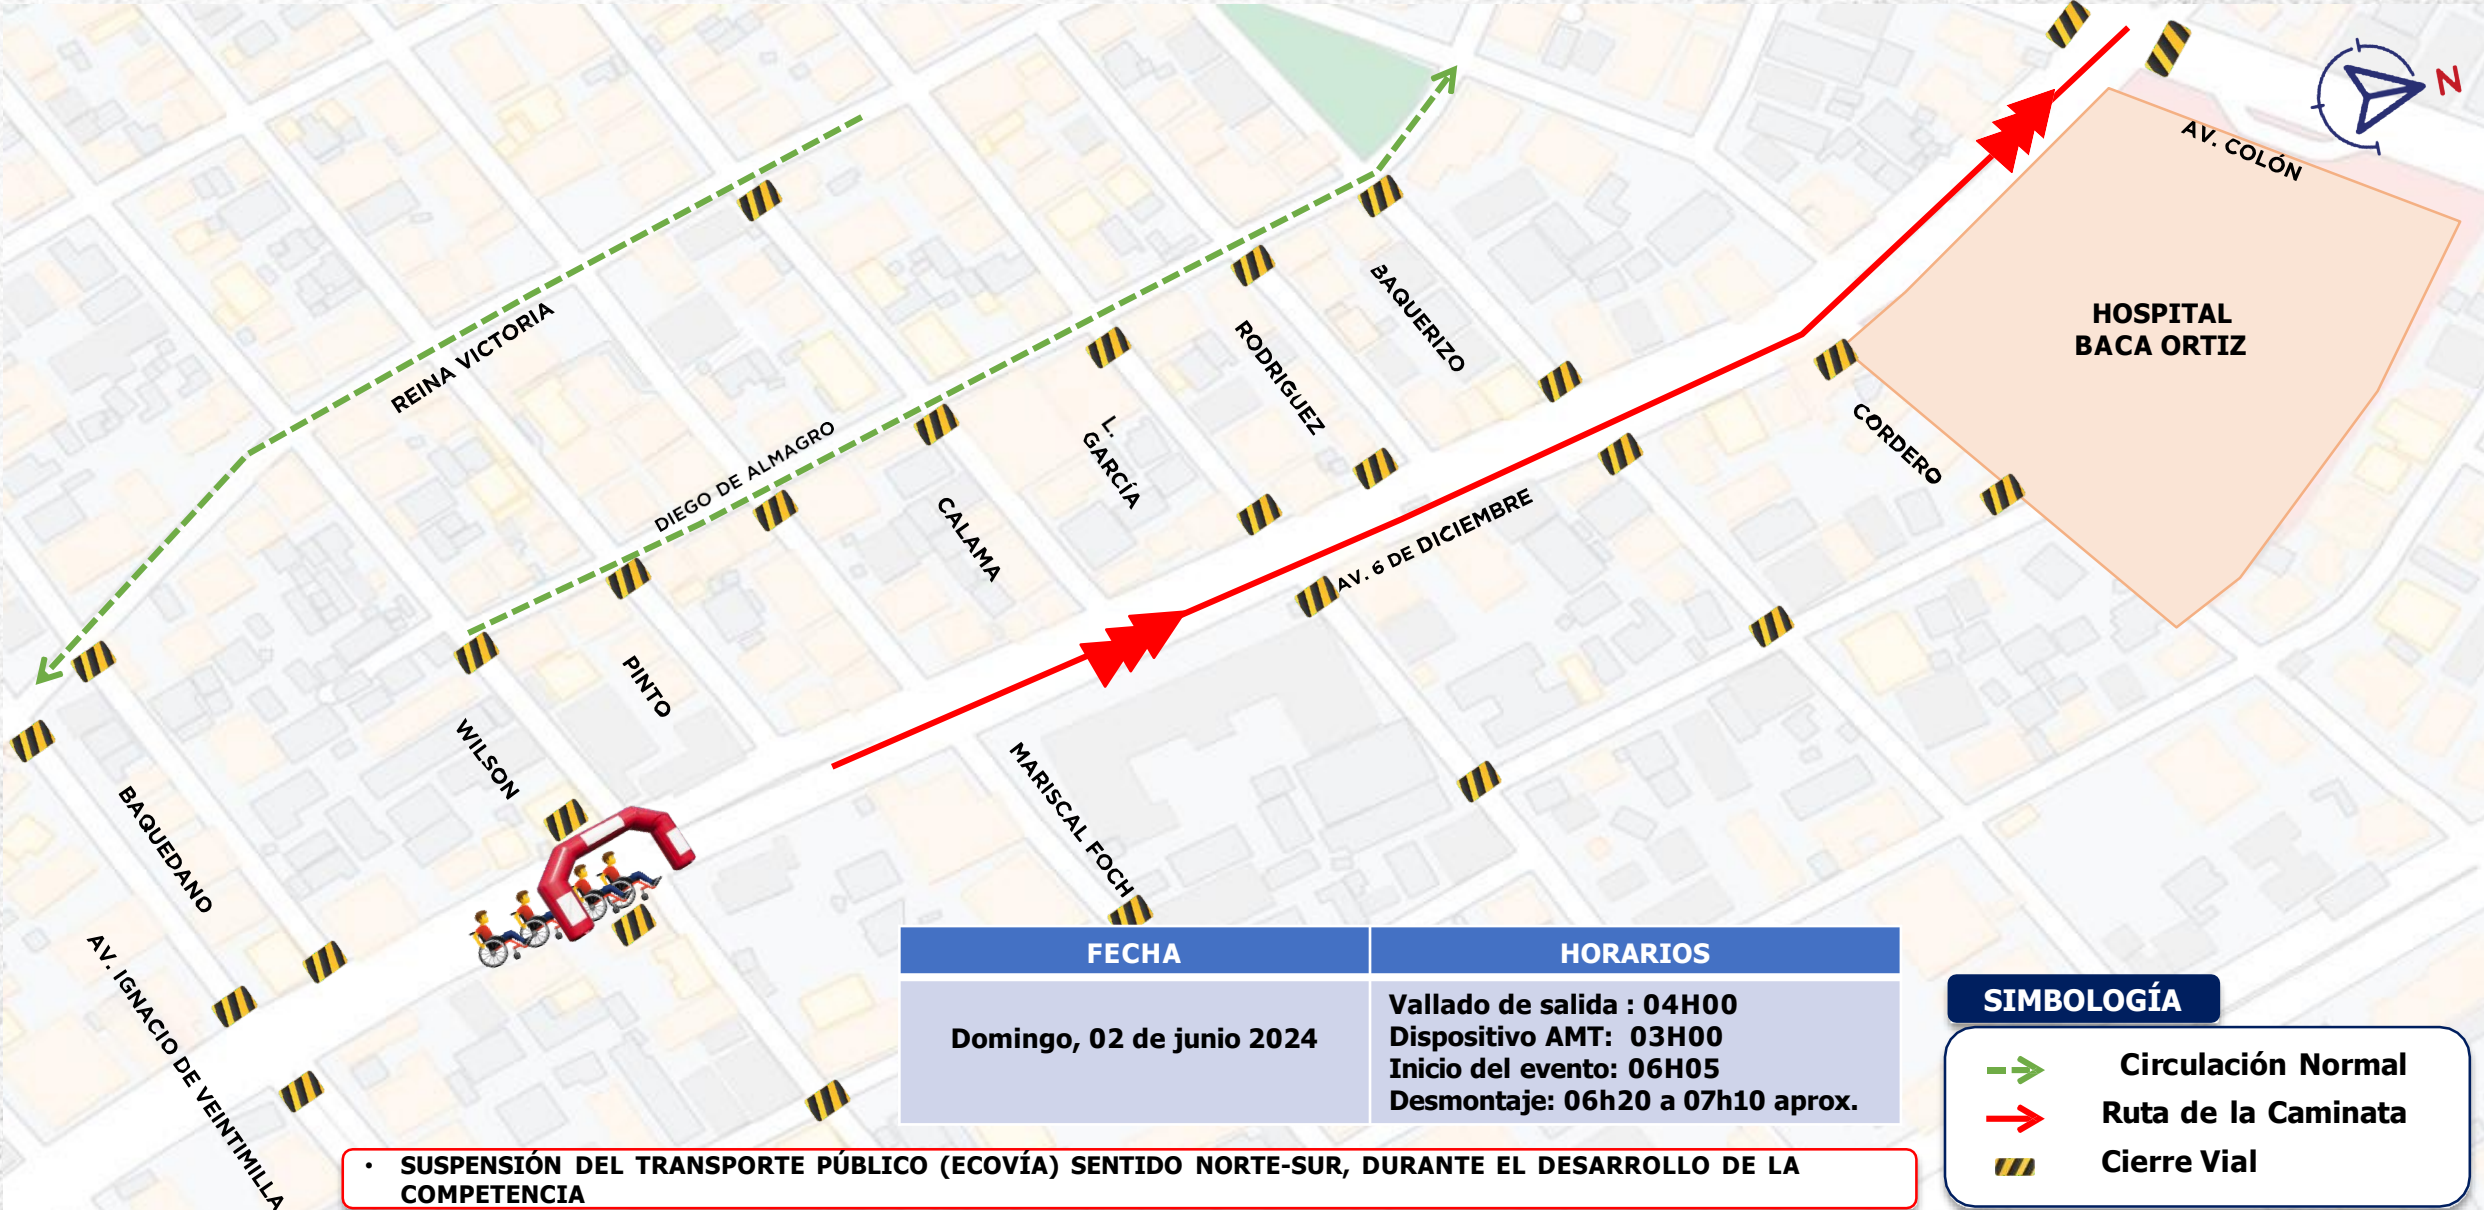 N
AV. COLÓN
HOSPITAL
BACA ORTIZ
BAQUERIZO
REINA VICTORIA
RODRIGUEZ
L.
GARCÍA
CORDERO
DIEGO DE ALMAGRO
CALAMA
AV. 6 DE DICIEMBRE
PINTO
WILSON
MARISCAL FOCH
BAQUEDANO
AV. IGNACIO DE VEINTIMILLA
FECHA
HORARIOS
Domingo, 02 de junio 2024
Vallado de salida : 04H00
Dispositivo AMT: 03H00
Inicio del evento: 06H05
Desmontaje: 06h20 a 07h10 aprox.
SIMBOLOGÍA
Circulación Normal
Ruta de la Caminata
Cierre Vial
• SUSPENSIÓN DEL TRANSPORTE PÚBLICO (ECOVÍA) SENTIDO NORTE-SUR, DURANTE EL DESARROLLO DE LA
COMPETENCIA